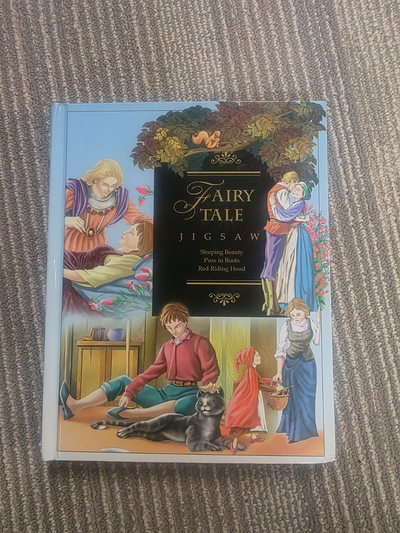 FAIRY
TALE
JIGSAW
Sleeping Beauty
Puss in Boots
Red Riding Hood